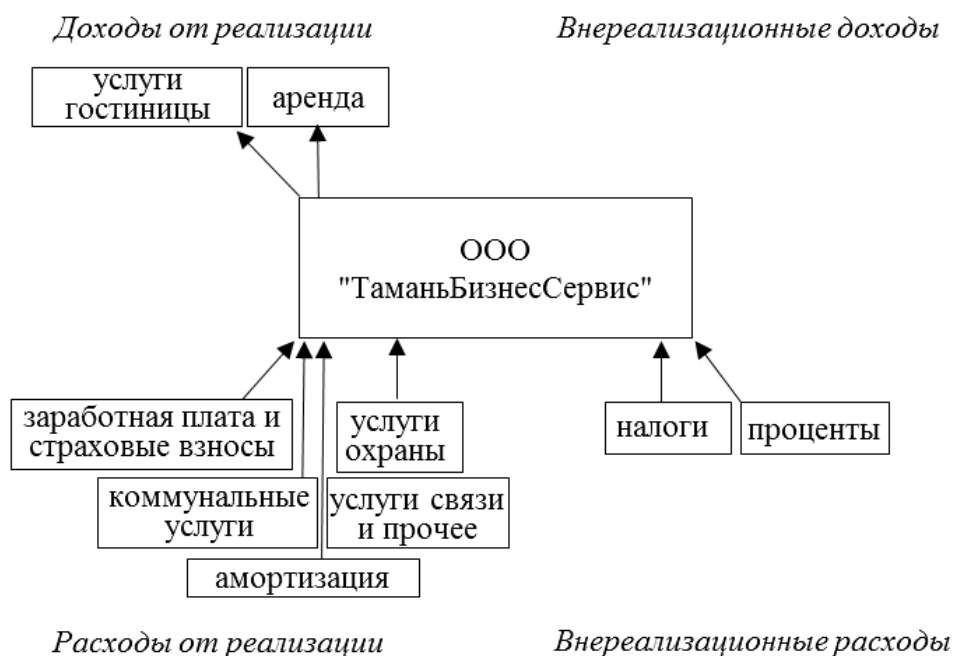 Доходы от реализации
Внереализационные доходы
услуги
гостиницы
аренда
ООО
"ТаманьБизнесСервис"
заработная плата и
страховые взносы
услуги
охраны
налоги
проценты
коммунальные
услуги
услуги связи
и прочее
амортизация
Расходы от реализации
Внереализационные расходы